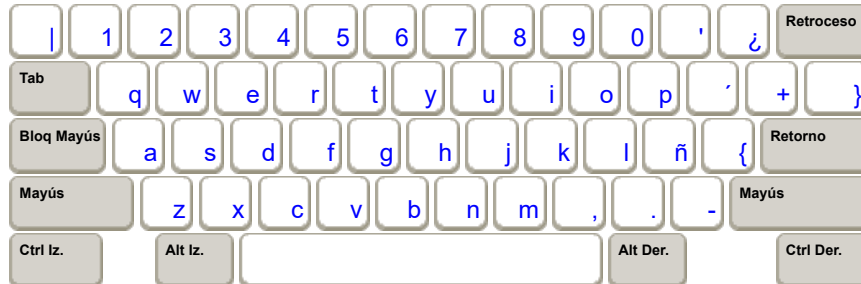 | 1 2 3 4 5 6 7 8 9 0 ' ¿ Retroceso
Tab q w e r t y u i o p ´ + }
Bloq Mayús a s d f g h j k l ñ { Retorno
Mayús z x c v b n m , . - Mayús
Ctrl Iz. Alt Iz. Alt Der. Ctrl Der.